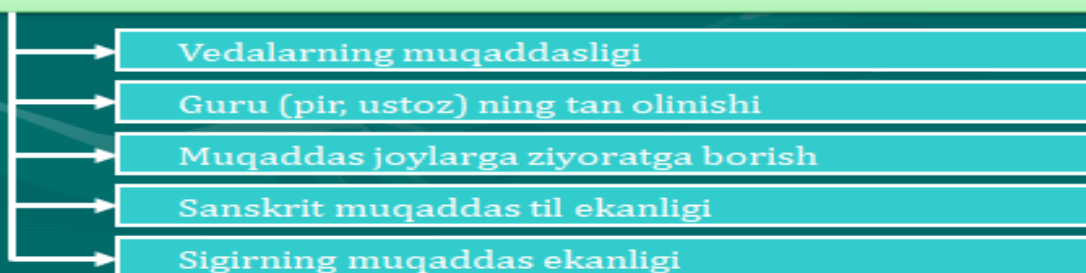 Vedalarning muqaddasligi
Guru (pir, ustoz) ning tan olinishi
Muqaddas joylarga ziyoratga borish
Sanskrit muqaddas til ekanligi
Sigirning muqaddas ekanligi